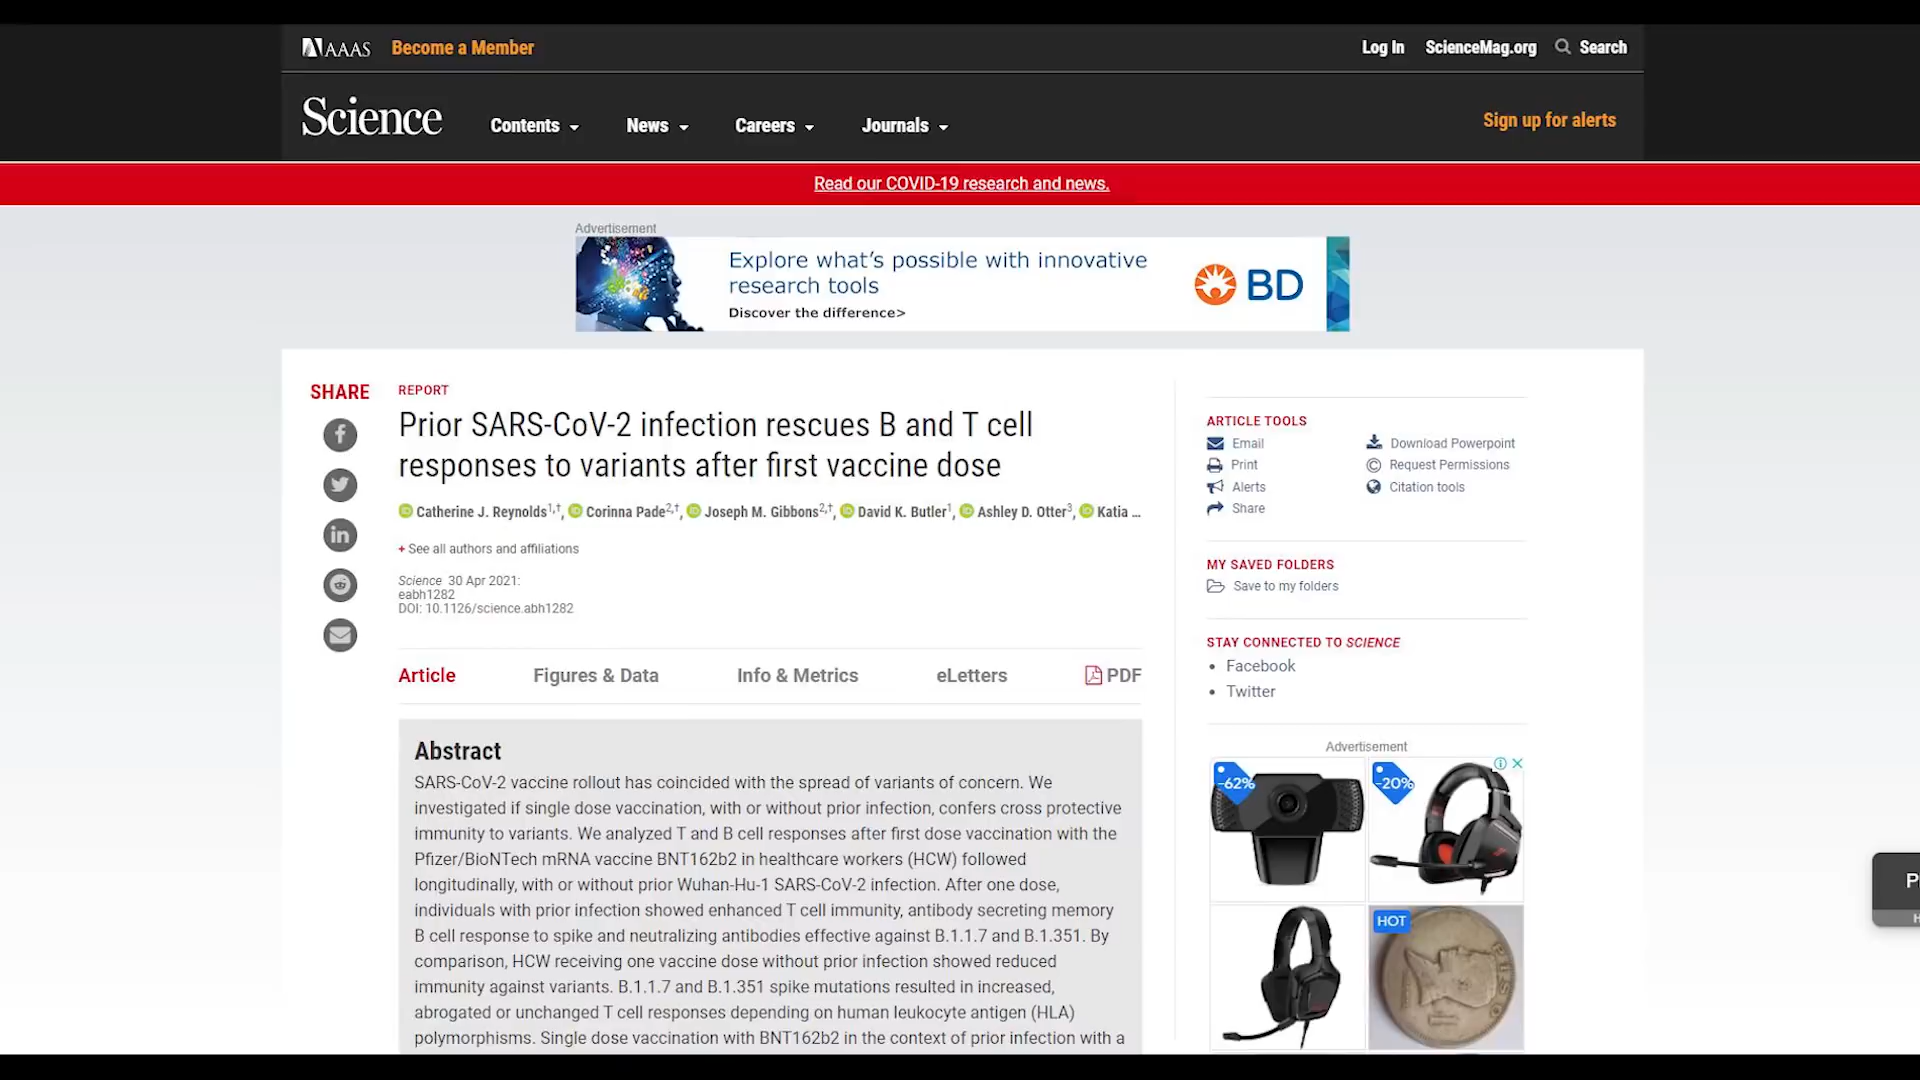 AAAS Become a Member
Log In ScienceMag.org Search
Science Contents News Careers Journals
Sign up for alerts
Read our COVID-19 research and news.
Advertisement
Explore what's possible with innovative
research tools
Discover the difference>
BD
SHARE
REPORT
Prior SARS-CoV-2 infection rescues B and T cell
responses to variants after first vaccine dose
Catherine J. Reynolds1,†, Corinna Pade2,†, Joseph M. Gibbons2,†, David K. Butler1, Ashley D. Otter3, Katia ...
+ See all authors and affiliations
Science 30 Apr 2021:
eabh1282
DOI: 10.1126/science.abh1282
Article Figures & Data Info & Metrics eLetters PDF
Abstract
SARS-CoV-2 vaccine rollout has coincided with the spread of variants of concern. We
investigated if single dose vaccination, with or without prior infection, confers cross protective
immunity to variants. We analyzed T and B cell responses after first dose vaccination with the
Pfizer/BioNTech mRNA vaccine BNT162b2 in healthcare workers (HCW) followed
longitudinally, with or without prior Wuhan-Hu-1 SARS-CoV-2 infection. After one dose,
individuals with prior infection showed enhanced T cell immunity, antibody secreting memory
B cell response to spike and neutralizing antibodies effective against B.1.1.7 and B.1.351. By
comparison, HCW receiving one vaccine dose without prior infection showed reduced
immunity against variants. B.1.1.7 and B.1.351 spike mutations resulted in increased,
abrogated or unchanged T cell responses depending on human leukocyte antigen (HLA)
polymorphisms. Single dose vaccination with BNT162b2 in the context of prior infection with a
ARTICLE TOOLS
Email Download Powerpoint
Print Request Permissions
Alerts Citation tools
Share
MY SAVED FOLDERS
Save to my folders
STAY CONNECTED TO SCIENCE
Facebook
Twitter
Advertisement
-62%
-20%
HOT